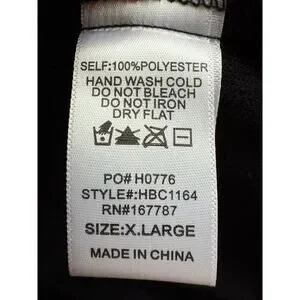 SELF:100%POLYESTER
HAND WASH COLD
DO NOT BLEACH
DO NOT IRON
DRY FLAT
PO# H0776
STYLE#:HBC1164
RN#167787
SIZE:X.LARGE
MADE IN CHINA